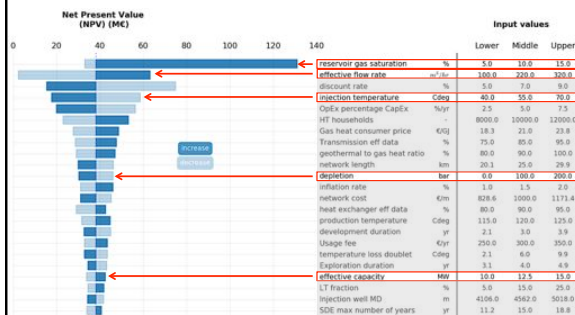 Net Present Value
(NPV) (M€)
Input values
0 20 40 60 80 100 120 140
Lower Middle Upper
reservoir gas saturation % 5.0 10.0 15.0
effective flow rate m³/hr 100.0 220.0 320.0
discount rate % 5.0 7.0 9.0
injection temperature Cdeg 40.0 55.0 70.0
OpEx percentage CapEx %/yr 2.5 5.0 7.5
HT households - 8000.0 10000.0 12000.0
Gas heat consumer price €/GJ 18.3 21.0 23.8
Transmission eff data % 75.0 85.0 95.0
increase
geothermal to gas heat ratio % 80.0 90.0 100.0
decrease
network length km 20.1 25.0 29.9
depletion bar 0.0 100.0 200.0
inflation rate % 1.0 1.5 2.0
network cost €/m 828.6 1000.0 1171.4
heat exchanger eff data % 80.0 90.0 95.0
production temperature Cdeg 115.0 120.0 125.0
development duration yr 2.1 3.0 3.9
Usage fee €/yr 250.0 300.0 350.0
temperature loss doublet Cdeg 2.1 6.0 9.9
Exploration duration yr 3.1 4.0 4.9
effective capacity MW 10.0 12.5 15.0
LT fraction % 5.0 15.0 25.0
Injection well MD m 4106.0 4562.0 5018.0
SDE max number of years yr 11.2 15.0 18.8